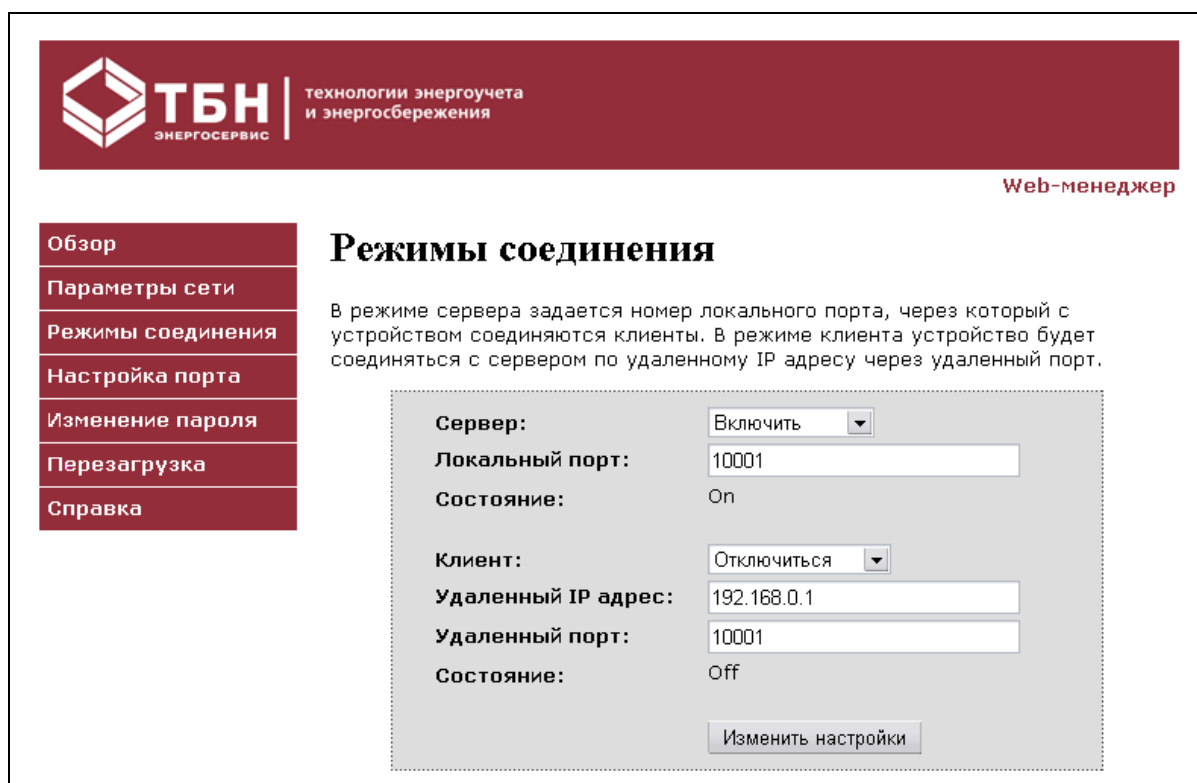 ТБН
ЭНЕРГОСЕРВИС
технологии энергоучета
и энергосбережения
Web-менеджер
Обзор
Параметры сети
Режимы соединения
Настройка порта
Изменение пароля
Перезагрузка
Справка
Режимы соединения
В режиме сервера задается номер локального порта, через который с
устройством соединяются клиенты. В режиме клиента устройство будет
соединяться с сервером по удаленному IP адресу через удаленный порт.
Сервер: Включить
Локальный порт: 10001
Состояние: On
Клиент: Отключиться
Удаленный IP адрес: 192.168.0.1
Удаленный порт: 10001
Состояние: Off
Изменить настройки